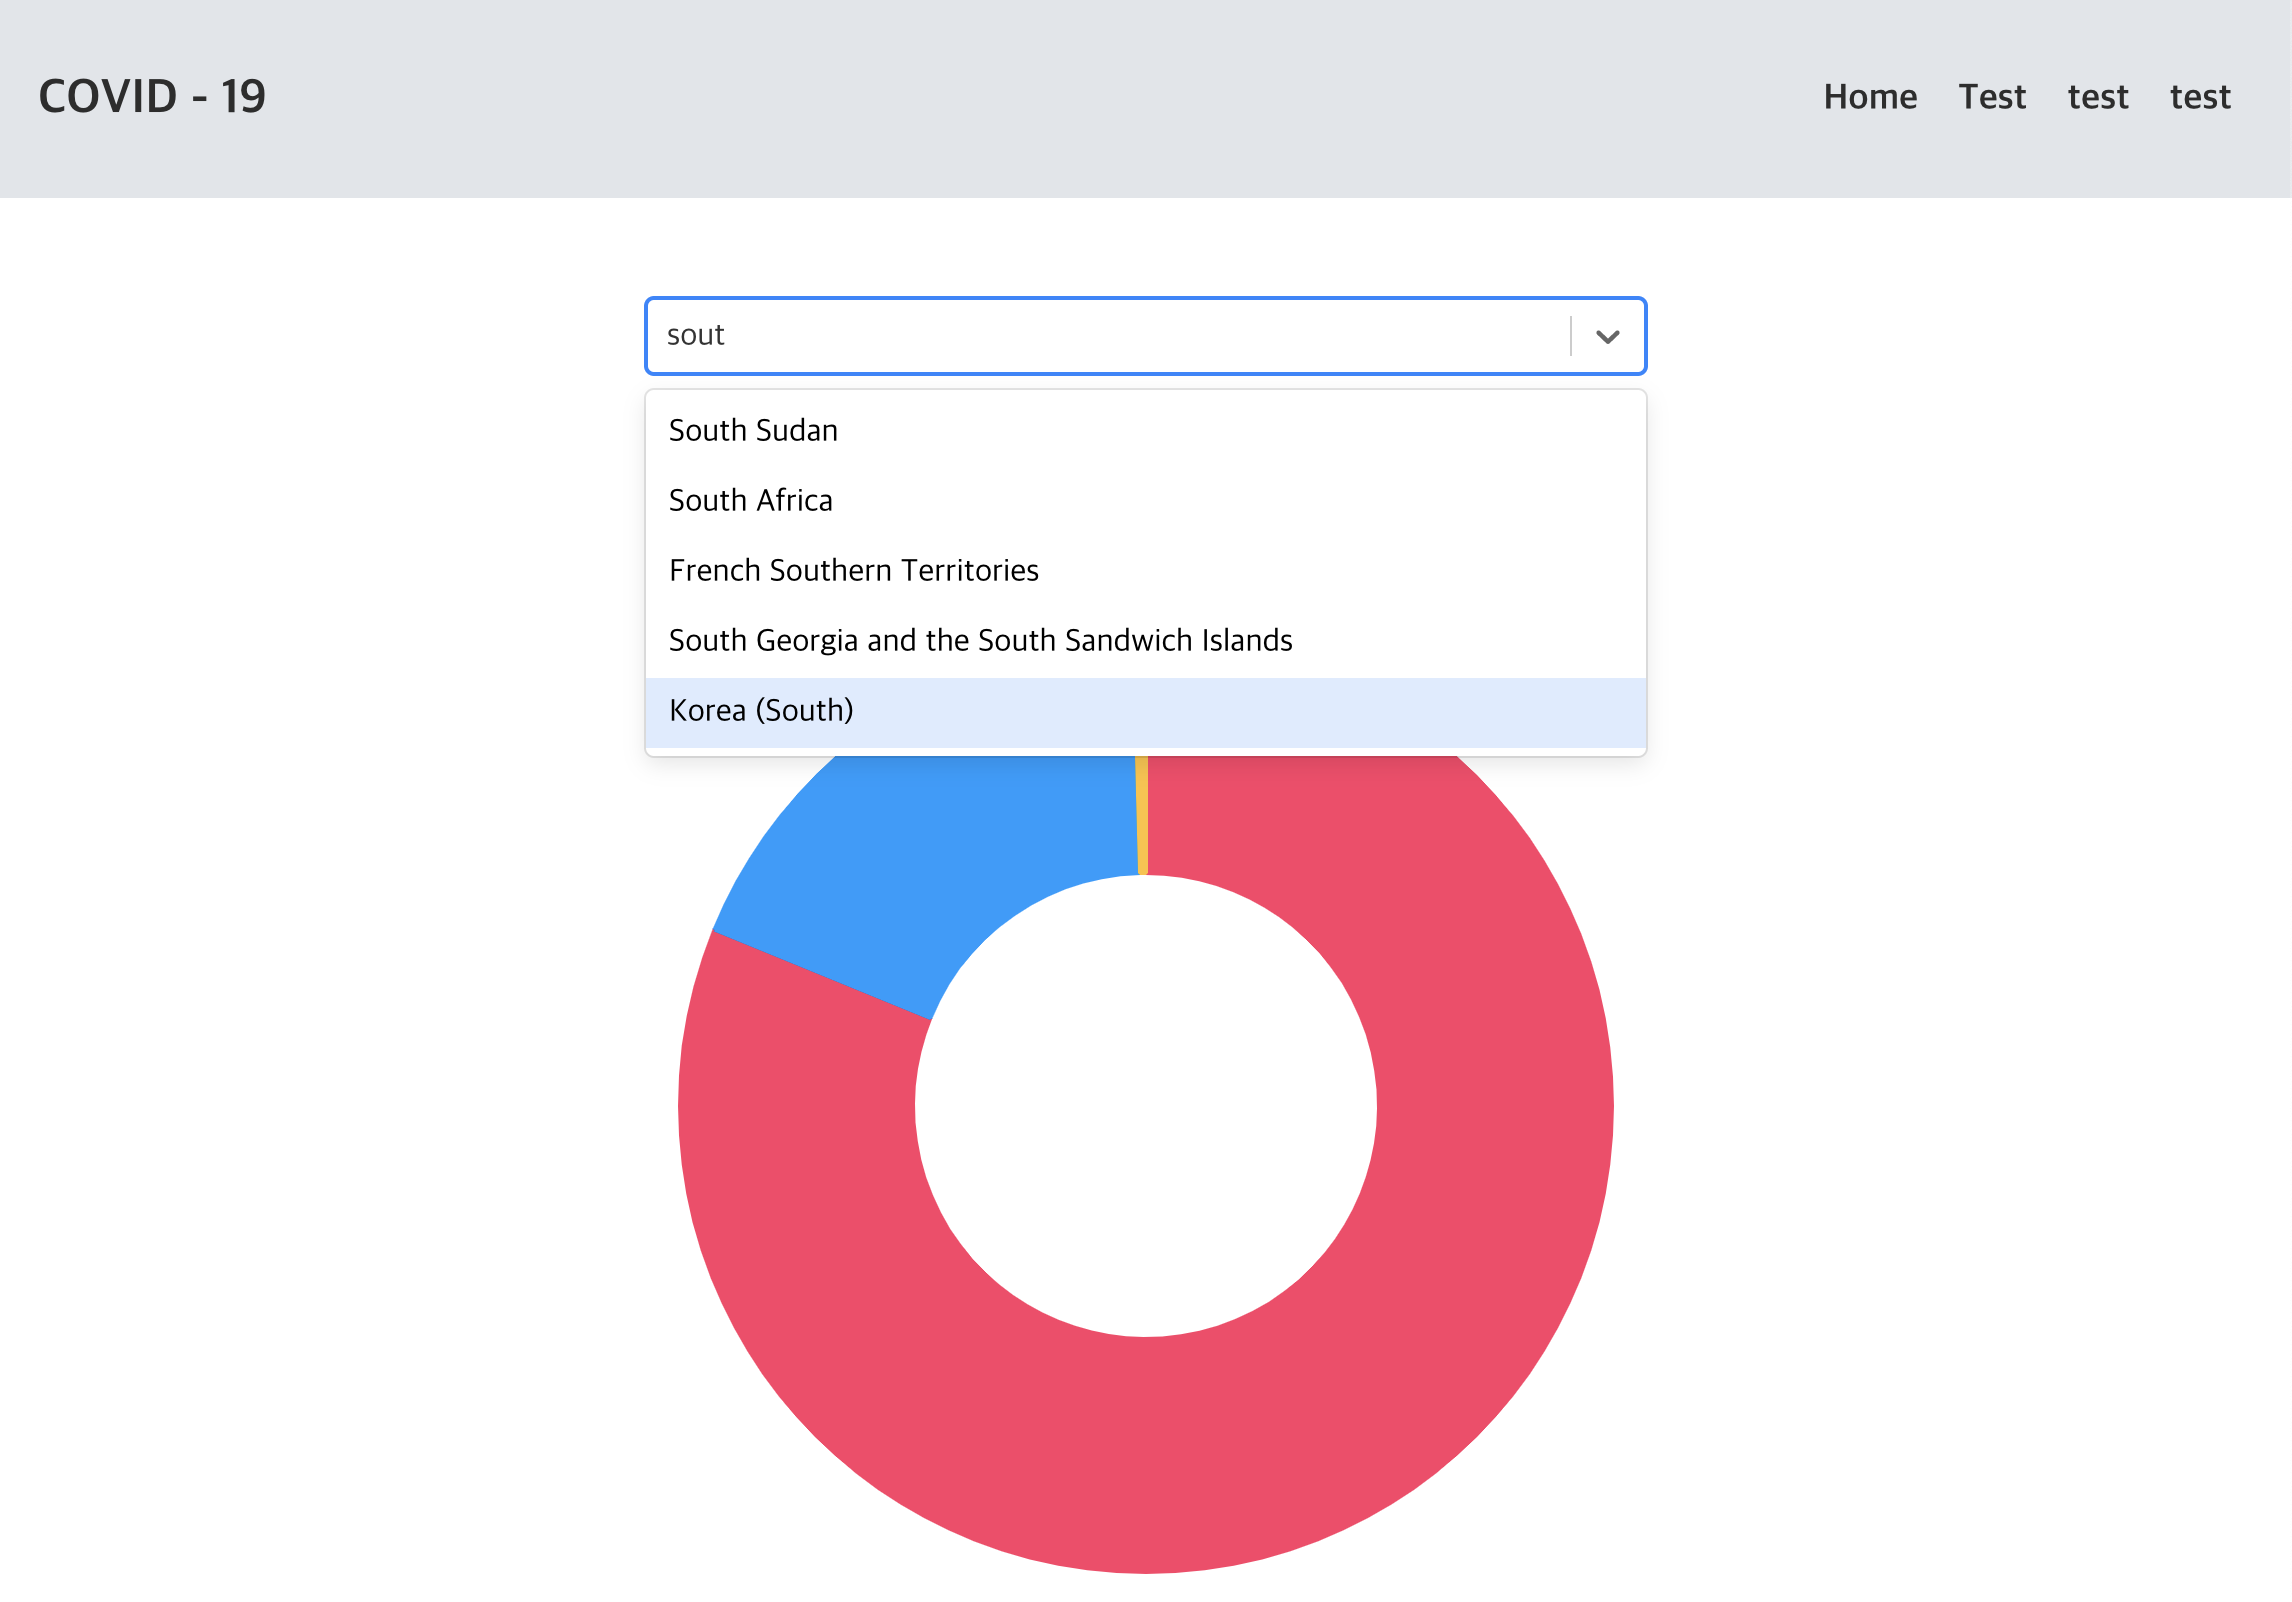 COVID - 19
Home Test test test
sout
South Sudan
South Africa
French Southern Territories
South Georgia and the South Sandwich Islands
Korea (South)